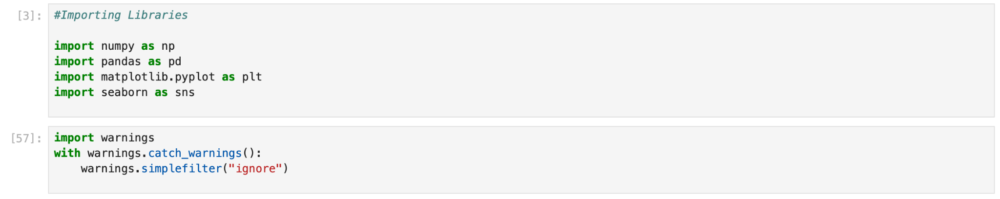 [3]: #Importing Libraries
import numpy as np
import pandas as pd
import matplotlib.pyplot as plt
import seaborn as sns
[57]: import warnings
with warnings.catch_warnings():
    warnings.simplefilter("ignore")